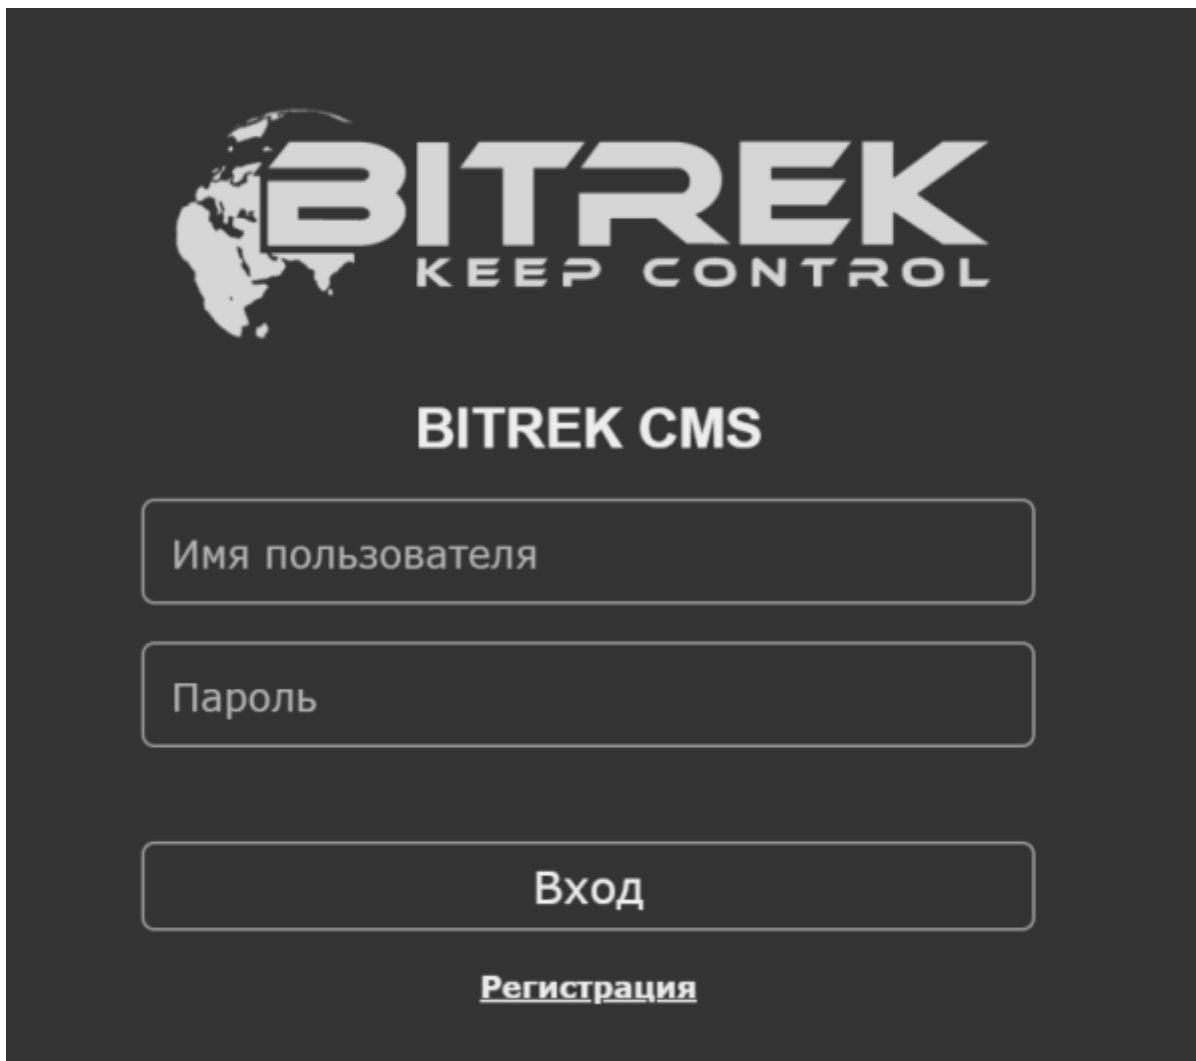 BITREK
KEEP CONTROL
BITREK CMS
Имя пользователя
Пароль
Вход
Регистрация